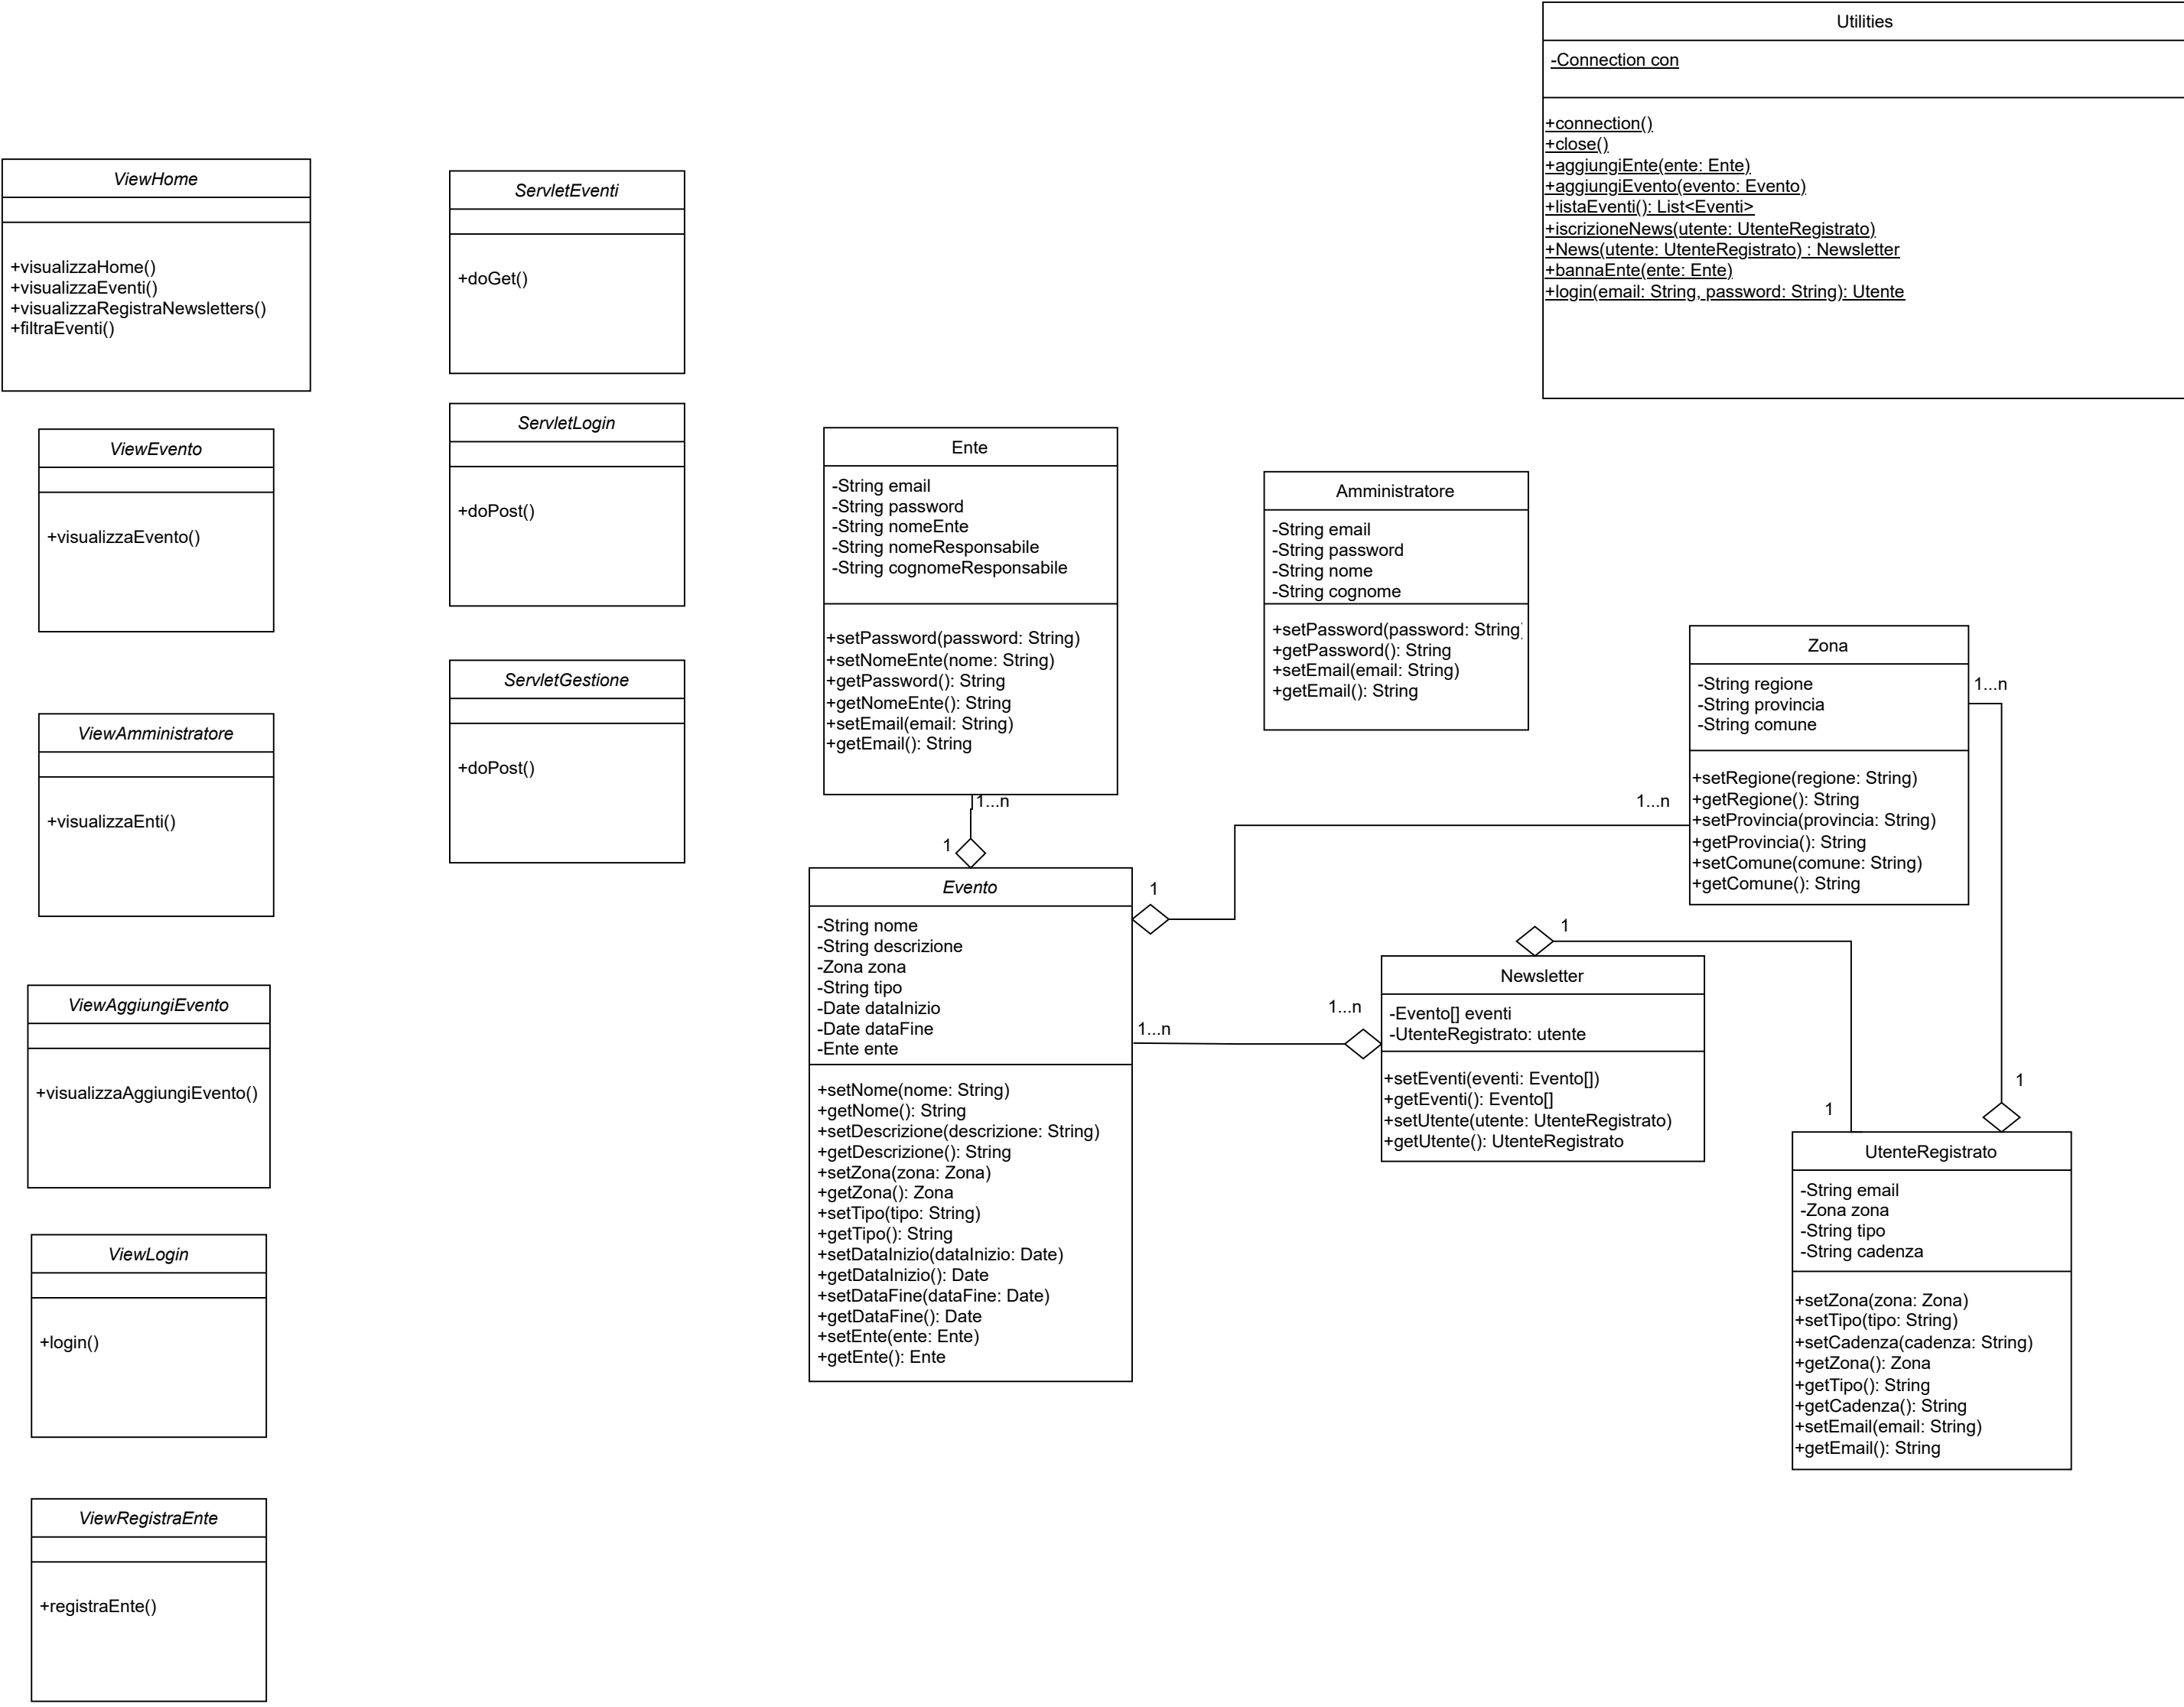 Utilities
-Connection con
+connection()
+close()
+aggiungiEnte(ente: Ente)
+aggiungiEvento(evento: Evento)
+listaEventi(): List<Eventi>
+iscrizioneNews(utente: UtenteRegistrato)
+News(utente: UtenteRegistrato) : Newsletter
+bannaEnte(ente: Ente)
+login(email: String, password: String): Utente
ViewHome
+visualizzaHome()
+visualizzaEventi()
+visualizzaRegistraNewsletters()
+filtraEventi()
ViewEvento
+visualizzaEvento()
ViewAmministratore
+visualizzaEnti()
ViewAggiungiEvento
+visualizzaAggiungiEvento()
ViewLogin
+login()
ViewRegistraEnte
+registraEnte()
ServletEventi
+doGet()
ServletLogin
+doPost()
ServletGestione
+doPost()
Ente
-String email
-String password
-String nomeEnte
-String nomeResponsabile
-String cognomeResponsabile
+setPassword(password: String)
+setNomeEnte(nome: String)
+getPassword(): String
+getNomeEnte(): String
+setEmail(email: String)
+getEmail(): String
1...n
1
Evento
-String nome
-String descrizione
-Zona zona
-String tipo
-Date dataInizio
-Date dataFine
-Ente ente
+setNome(nome: String)
+getNome(): String
+setDescrizione(descrizione: String)
+getDescrizione(): String
+setZona(zona: Zona)
+getZona(): Zona
+setTipo(tipo: String)
+getTipo(): String
+setDataInizio(dataInizio: Date)
+getDataInizio(): Date
+setDataFine(dataFine: Date)
+getDataFine(): Date
+setEnte(ente: Ente)
+getEnte(): Ente
Amministratore
-String email
-String password
-String nome
-String cognome
+setPassword(password: String)
+getPassword(): String
+setEmail(email: String)
+getEmail(): String
Zona
-String regione
-String provincia
-String comune
+setRegione(regione: String)
+getRegione(): String
+setProvincia(provincia: String)
+getProvincia(): String
+setComune(comune: String)
+getComune(): String
1...n
1...n
1
1
Newsletter
-Evento[] eventi
-UtenteRegistrato: utente
+setEventi(eventi: Evento[])
+getEventi(): Evento[]
+setUtente(utente: UtenteRegistrato)
+getUtente(): UtenteRegistrato
1...n
1...n
1
1
UtenteRegistrato
-String email
-Zona zona
-String tipo
-String cadenza
+setZona(zona: Zona)
+setTipo(tipo: String)
+setCadenza(cadenza: String)
+getZona(): Zona
+getTipo(): String
+getCadenza(): String
+setEmail(email: String)
+getEmail(): String